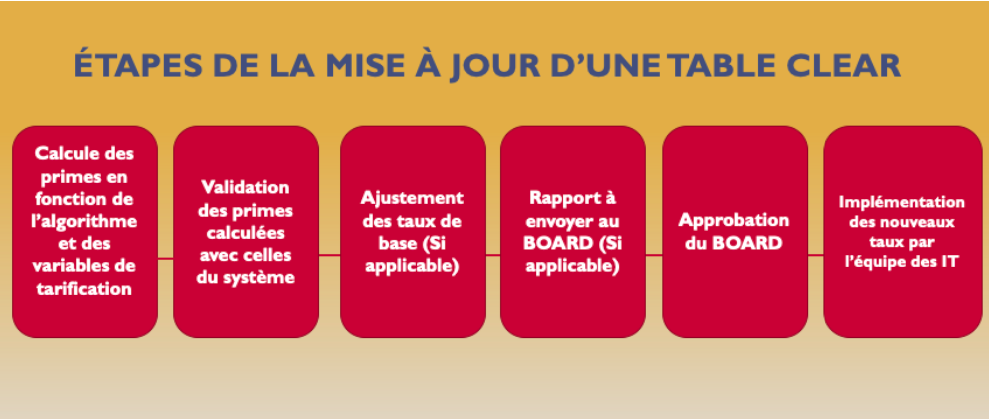 ÉTAPES DE LA MISE À JOUR D’UNE TABLE CLEAR
Calcule des
primes en
fonction de
l’algorithme
et des
variables de
tarification
Validation
des primes
calculées
avec celles
du système
Ajustement
des taux de
base (Si
applicable)
Rapport à
envoyer au
BOARD (Si
applicable)
Approbation
du BOARD
Implémentation
des nouveaux
taux par
l’équipe des IT